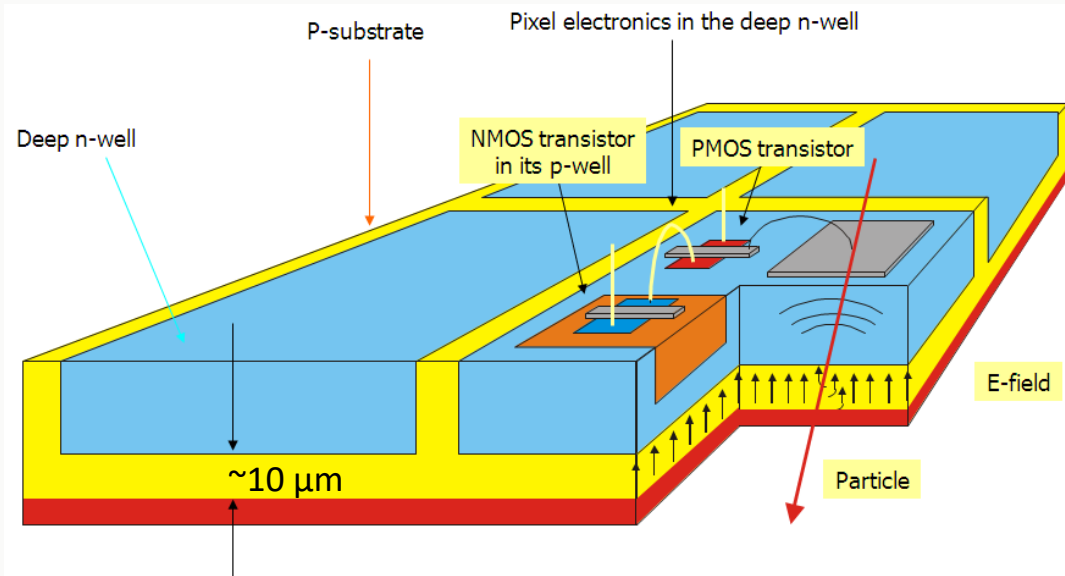 Pixel electronics in the deep n-well
P-substrate
Deep n-well
NMOS transistor
in its p-well
PMOS transistor
E-field
~10 µm
Particle